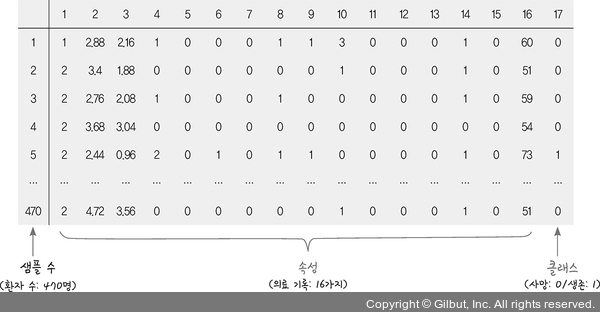 1 2 3 4 5 6 7 8 9 10 11 12 13 14 15 16 17
1 1 2.88 2.16 1 0 0 0 1 1 3 0 0 0 1 0 60 0
2 2 3.4 1.88 0 0 0 0 0 0 1 0 0 0 1 0 51 0
3 2 2.76 2.08 1 0 0 0 1 0 0 0 0 0 1 0 59 0
4 2 3.68 3.04 0 0 0 0 0 0 0 0 0 0 0 0 54 0
5 2 2.44 0.96 2 0 1 0 1 1 0 0 0 0 1 0 73 1
... ... ... ... ... ... ... ... ... ... ... ... ... ... ... ... ... ...
470 2 4.72 3.56 0 0 0 0 0 0 1 0 0 0 1 0 51 0
샘플 수 속성 클래스
(환자 수: 470명) (의료 기록: 16가지) (사망: 0/생존: 1)
Copyright © Gilbut, Inc. All rights reserved.